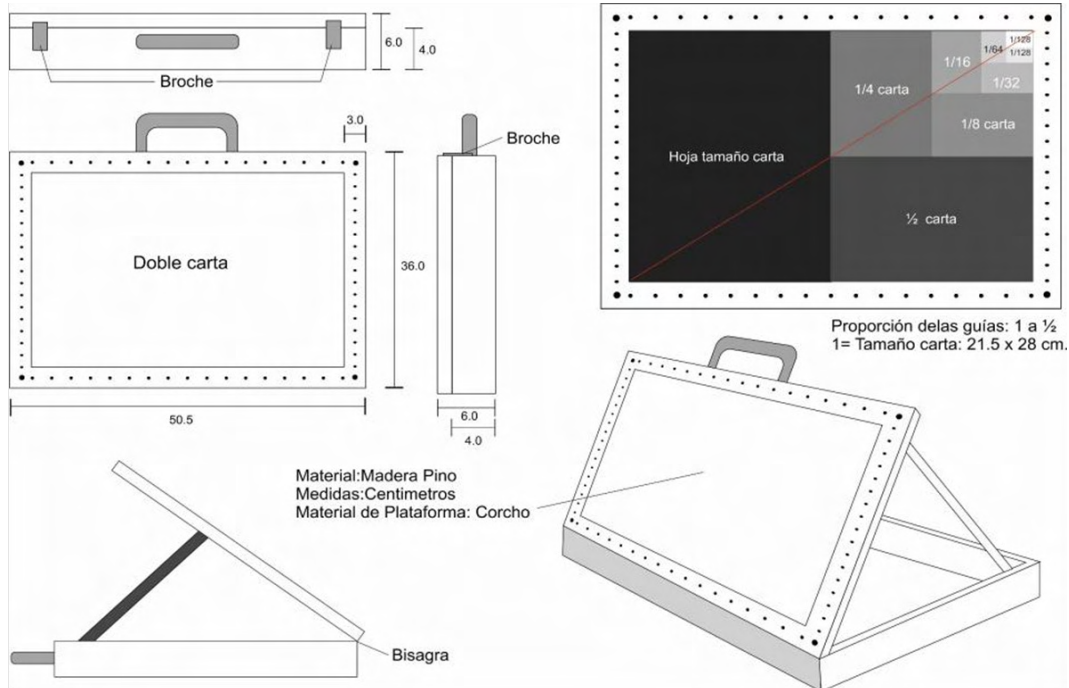 6.0
4.0
Broche
3.0
Doble carta
36.0
50.5
Broche
6.0
4.0
Hoja tamaño carta
1/4 carta
1/16
1/64
1/128
1/128
1/32
1/8 carta
½ carta
Proporción delas guías: 1 a ½
1= Tamaño carta: 21.5 x 28 cm.
Material:Madera Pino
Medidas:Centimetros
Material de Plataforma: Corcho
Bisagra